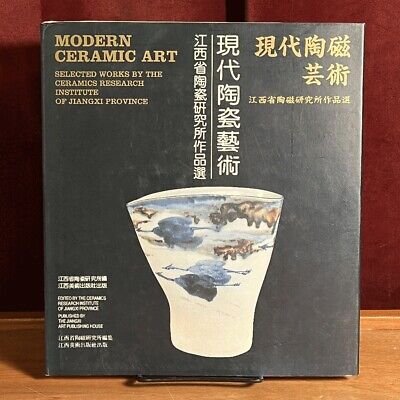 MODERN
CERAMIC ART
SELECTED WORKS BY THE
CERAMICS RESEARCH
INSTITUTE
OF JIANGXI PROVINCE
現代陶瓷藝術
江西省陶瓷研究所作品選
現代陶磁
芸術
江西省陶磁研究所作品選
江西省陶瓷研究所編
江西美術出版社出版
EDITED BY THE CERAMICS
RESEARCH INSTITUTE
OF JIANGXI PROVINCE
PUBLISHED BY
THE JIANGXI
ART PUBLISHING HOUSE
江西省陶磁研究所編集
江西美術出版社出版